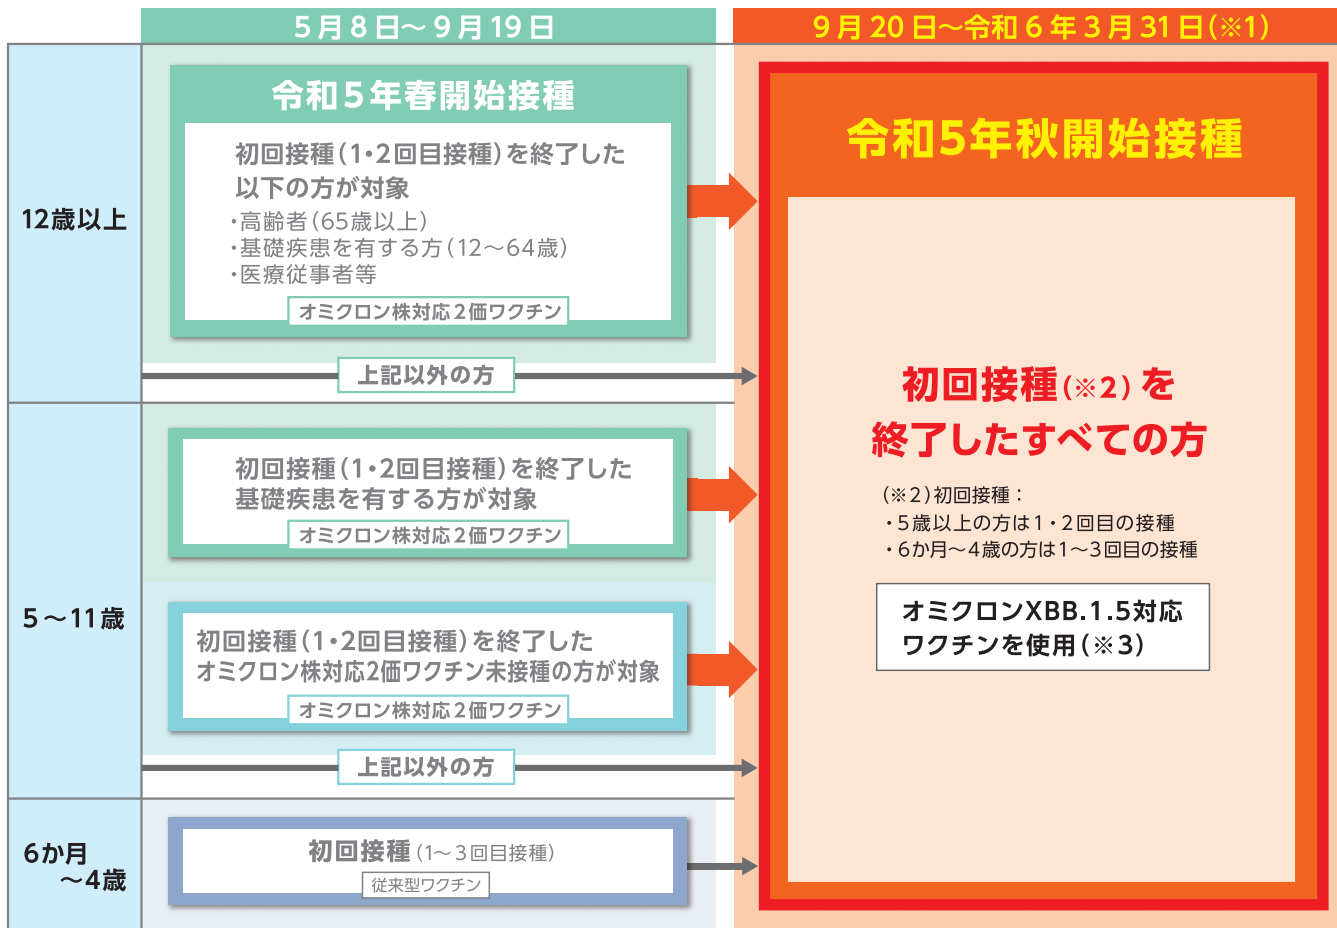 5月8日～9月19日
9月20日～令和6年3月31日(※1)
12歳以上
令和5年春開始接種
初回接種(1・2回目接種)を終了した
以下の方が対象
・高齢者(65歳以上)
・基礎疾患を有する方(12～64歳)
・医療従事者等
オミクロン株対応2価ワクチン
上記以外の方
5～11歳
初回接種(1・2回目接種)を終了した
基礎疾患を有する方が対象
オミクロン株対応2価ワクチン
初回接種(1・2回目接種)を終了した
オミクロン株対応2価ワクチン未接種の方が対象
オミクロン株対応2価ワクチン
上記以外の方
6か月
～4歳
初回接種(1～3回目接種)
従来型ワクチン
令和5年秋開始接種
初回接種(※2)を
終了したすべての方
(※2)初回接種：
・5歳以上の方は1・2回目の接種
・6か月～4歳の方は1～3回目の接種
オミクロンXBB.1.5対応
ワクチンを使用(※3)